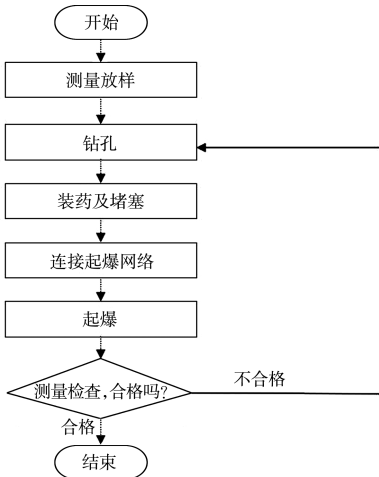 开始
测量放样
钻孔
装药及堵塞
连接起爆网络
起爆
测量检查,合格吗?
不合格
合格
结束